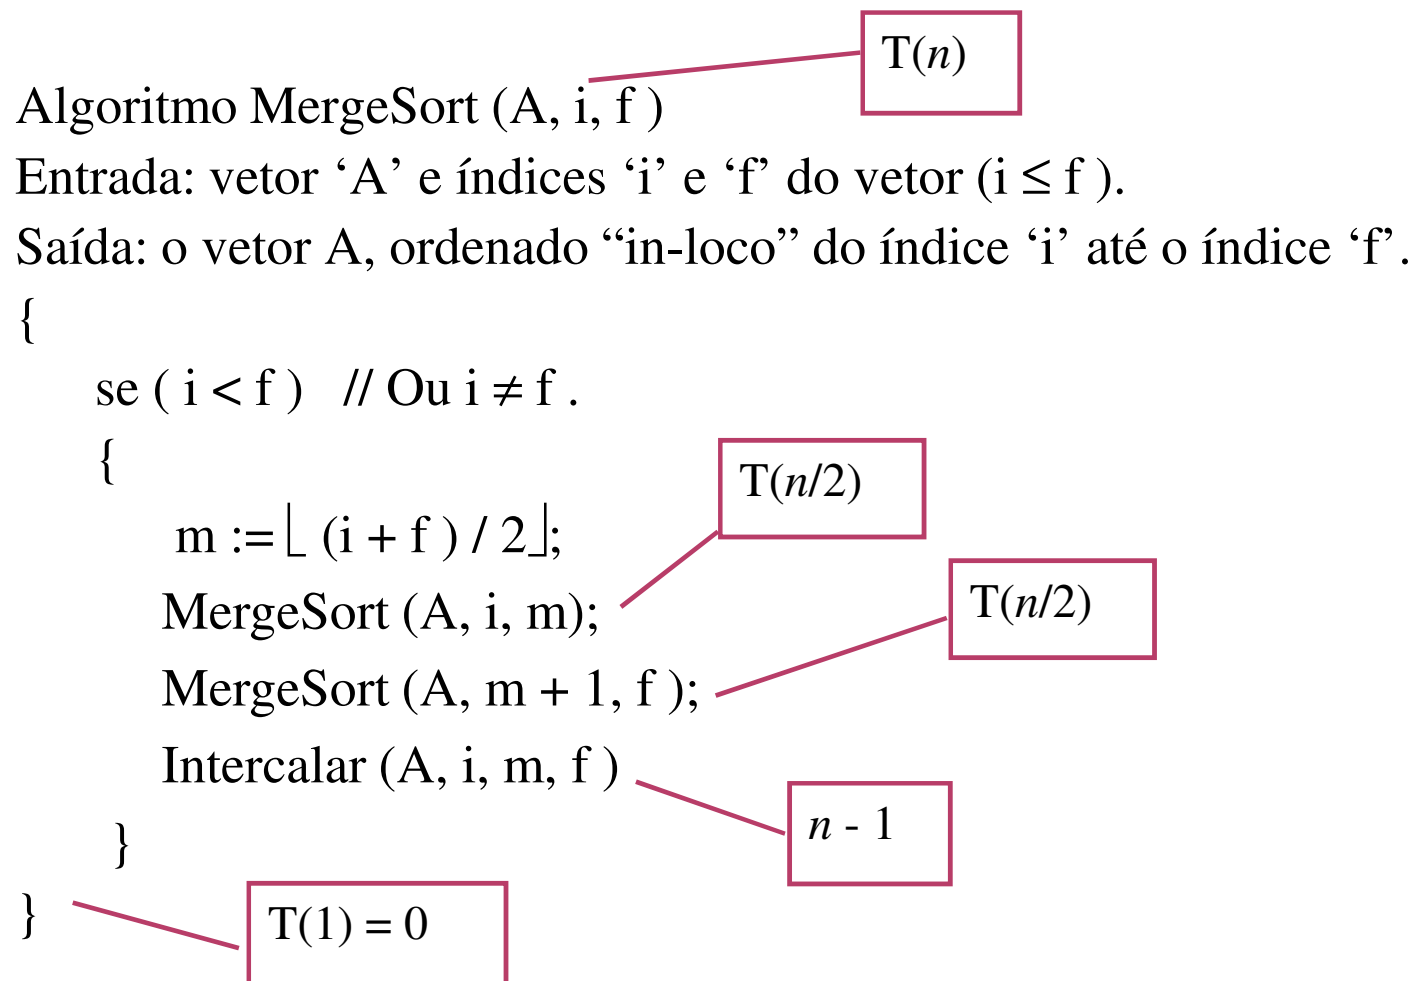 T(n)
Algoritmo MergeSort (A, i, f )
Entrada: vetor ‘A’ e índices ‘i’ e ‘f’ do vetor (i ≤ f ).
Saída: o vetor A, ordenado “in-loco” do índice ‘i’ até o índice ‘f’.
{
se ( i < f ) // Ou i ≠ f .
{
T(n/2)
m := ⌊ (i + f ) / 2⌋;
MergeSort (A, i, m);
T(n/2)
MergeSort (A, m + 1, f );
Intercalar (A, i, m, f )
n - 1
}
}
T(1) = 0